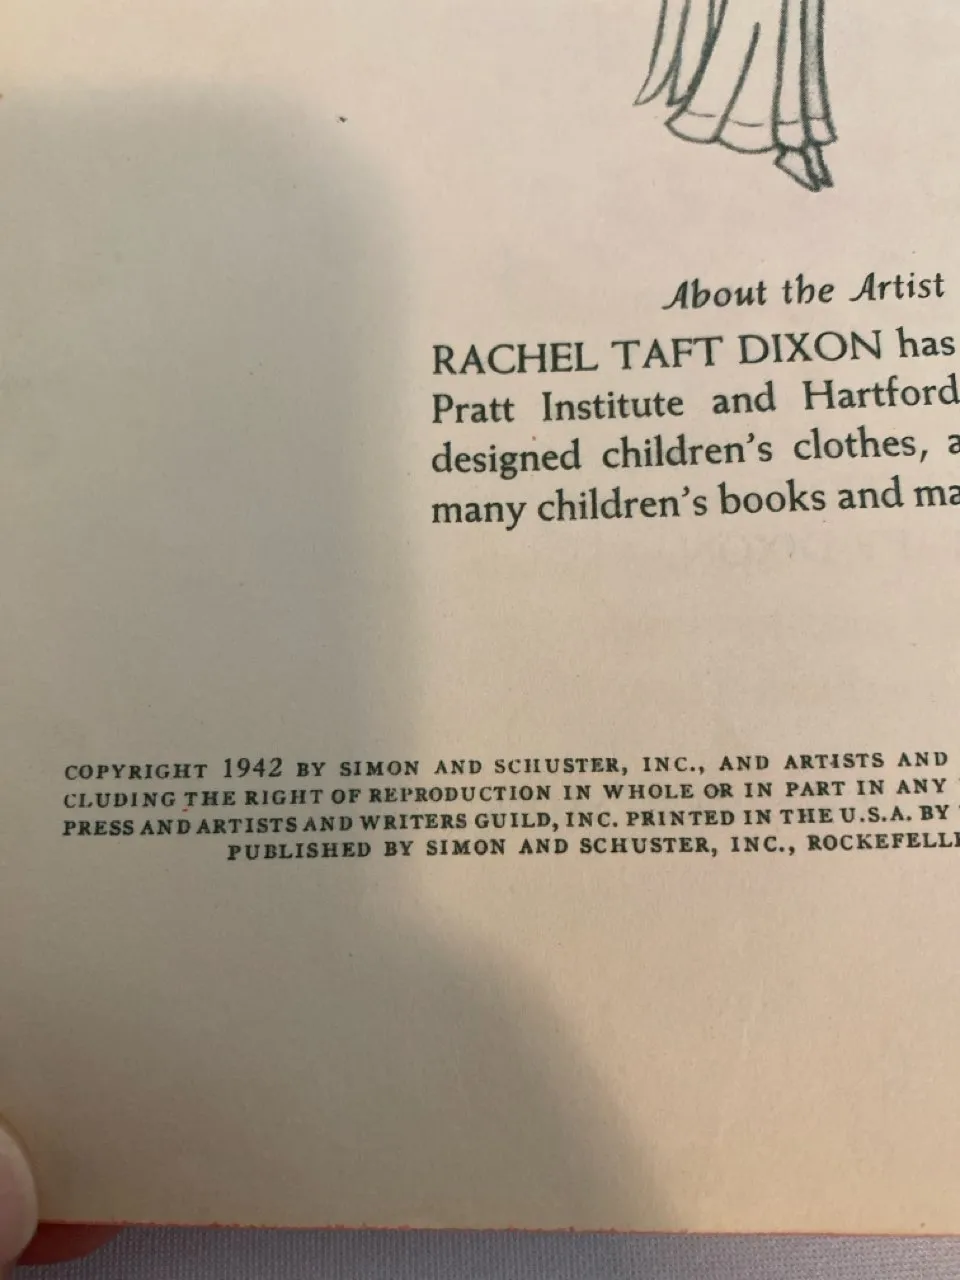 About the Artist
RACHEL TAFT DIXON has
Pratt Institute and Hartford
designed children's clothes,
many children's books and
COPYRIGHT 1942 BY SIMON AND SCHUSTER, INC., AND ARTISTS AND
CLUDING THE RIGHT OF REPRODUCTION IN WHOLE OR IN PART IN ANY
PRESS AND ARTISTS AND WRITERS GUILD, INC. PRINTED IN THE U.S.A. BY
PUBLISHED BY SIMON AND SCHUSTER, INC.,